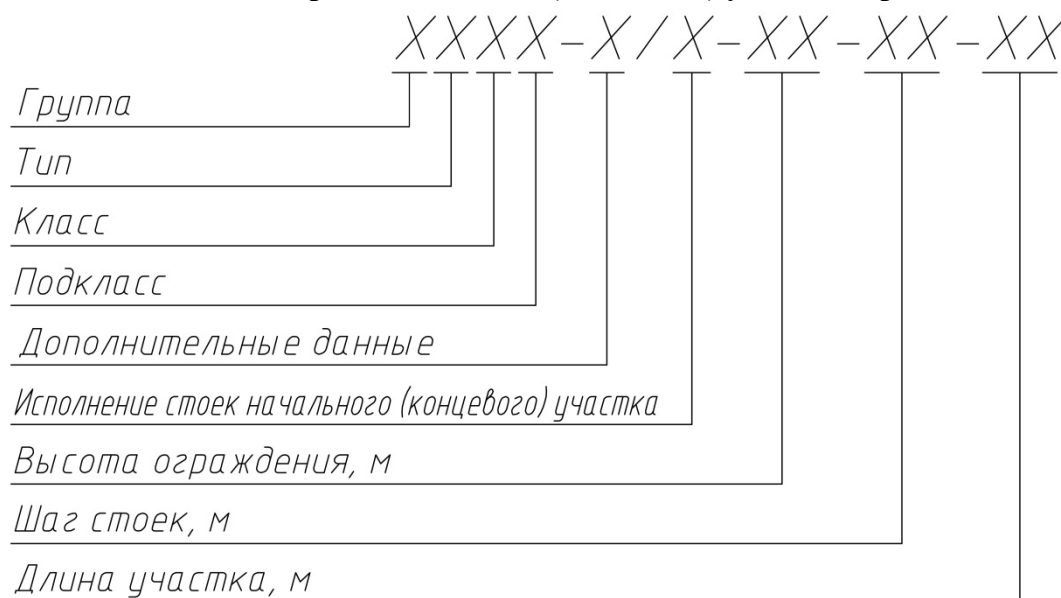 XXXX-X/X-XX-XX-XX
Группа
Тип
Класс
Подкласс
Дополнительные данные
Исполнение стоек начального (концевого) участка
Высота ограждения, м
Шаг стоек, м
Длина участка, м